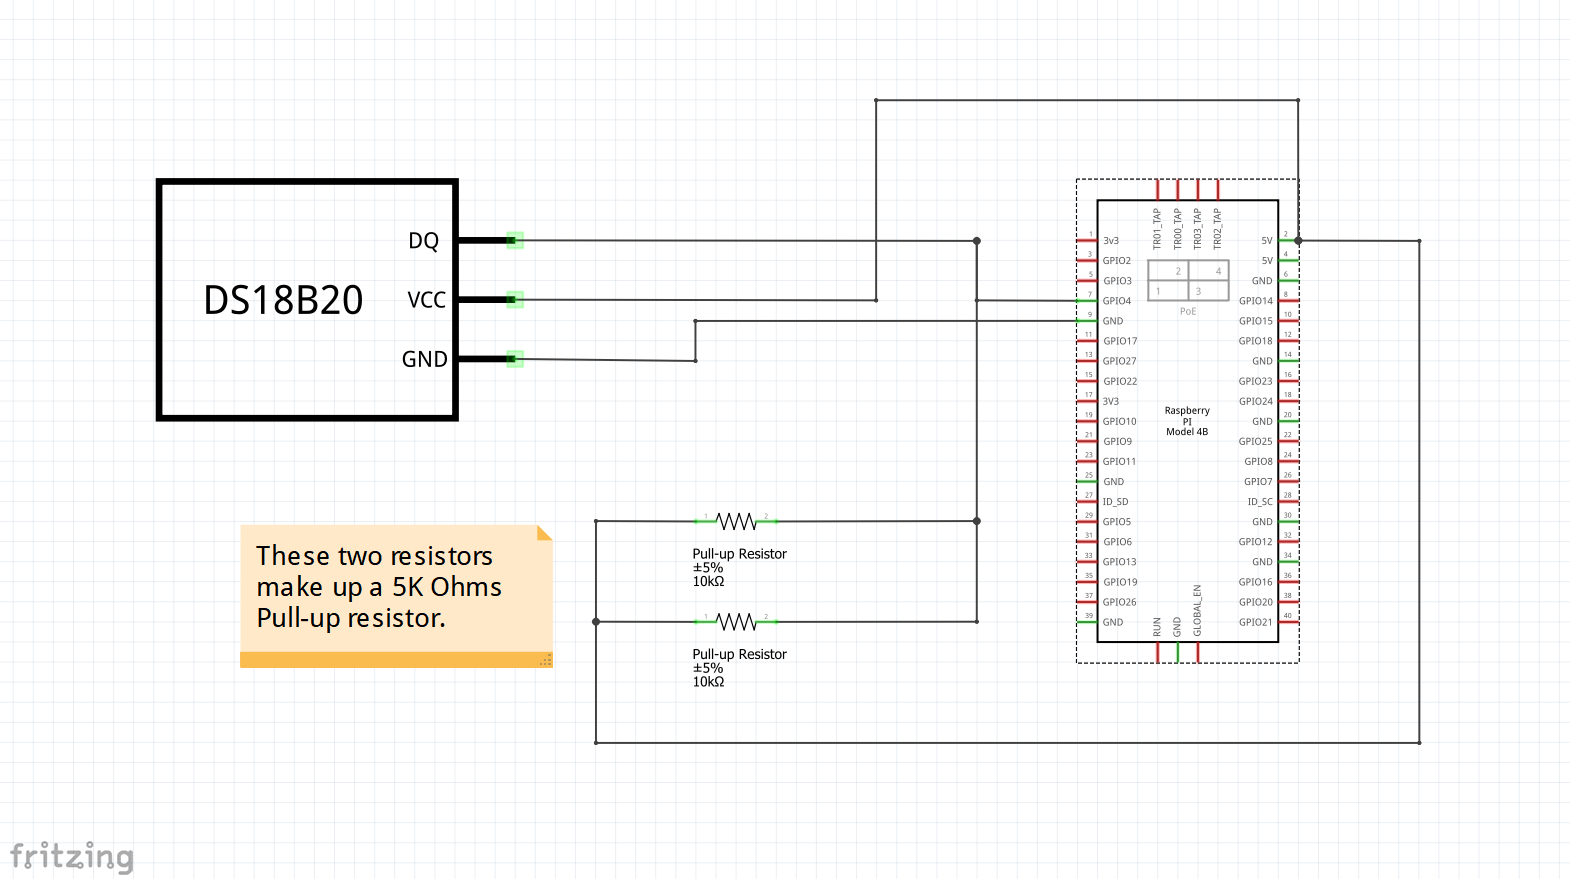 DS18B20
DQ
VCC
GND
These two resistors
make up a 5K Ohms
Pull-up resistor.
1 2
Pull-up Resistor
±5%
10kΩ
1 2
Pull-up Resistor
±5%
10kΩ
TR01_TAP
TR00_TAP
TR03_TAP
TR02_TAP
1 3v3
3 GPIO2
5 GPIO3
7 GPIO4
9 GND
11 GPIO17
13 GPIO27
15 GPIO22
17 3V3
19 GPIO10
21 GPIO9
23 GPIO11
25 GND
27 ID_SD
29 GPIO5
31 GPIO6
33 GPIO13
35 GPIO19
37 GPIO26
39 GND
2 4
1 3
PoE
Raspberry
PI
Model 4B
5V 2
5V 4
GND 6
GPIO14 8
GPIO15 10
GPIO18 12
GND 14
GPIO23 16
GPIO24 18
GND 20
GPIO25 22
GPIO8 24
GPIO7 26
ID_SC 28
GND 30
GPIO12 32
GND 34
GPIO16 36
GPIO20 38
GPIO21 40
RUN
GND
GLOBAL_EN
fritzing